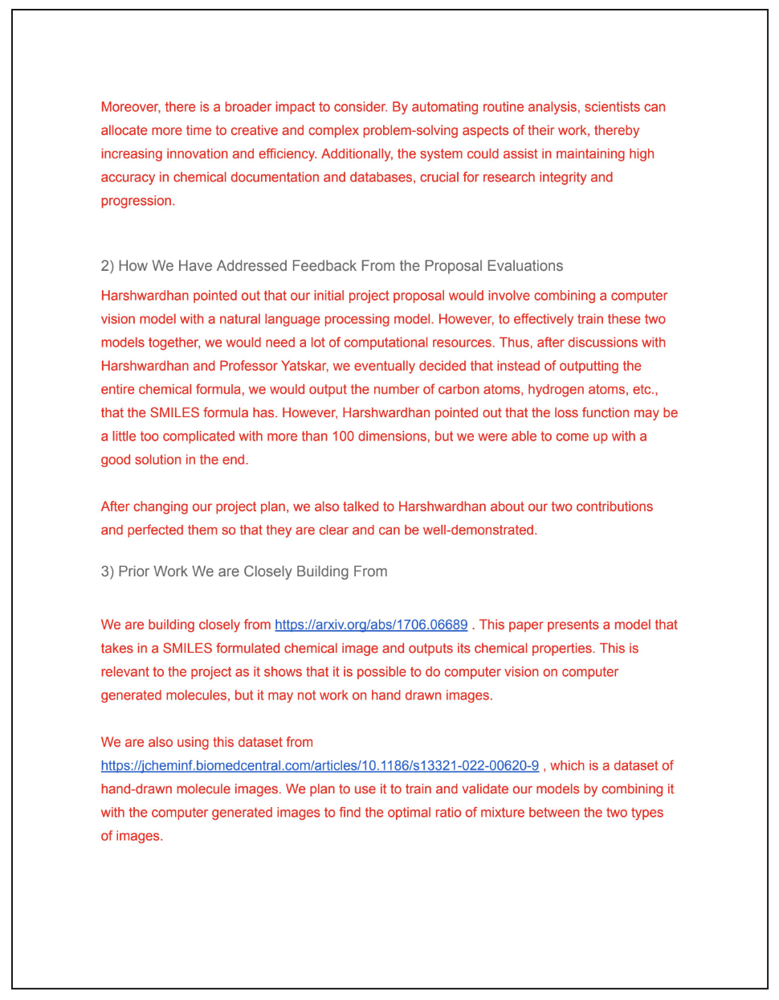 Moreover, there is a broader impact to consider. By automating routine analysis, scientists can
allocate more time to creative and complex problem-solving aspects of their work, thereby
increasing innovation and efficiency. Additionally, the system could assist in maintaining high
accuracy in chemical documentation and databases, crucial for research integrity and
progression.
2) How We Have Addressed Feedback From the Proposal Evaluations
Harshwardhan pointed out that our initial project proposal would involve combining a computer
vision model with a natural language processing model. However, to effectively train these two
models together, we would need a lot of computational resources. Thus, after discussions with
Harshwardhan and Professor Yatskar, we eventually decided that instead of outputting the
entire chemical formula, we would output the number of carbon atoms, hydrogen atoms, etc.,
that the SMILES formula has. However, Harshwardhan pointed out that the loss function may be
a little too complicated with more than 100 dimensions, but we were able to come up with a
good solution in the end.
After changing our project plan, we also talked to Harshwardhan about our two contributions
and perfected them so that they are clear and can be well-demonstrated.
3) Prior Work We are Closely Building From
We are building closely from https://arxiv.org/abs/1706.06689 . This paper presents a model that
takes in a SMILES formulated chemical image and outputs its chemical properties. This is
relevant to the project as it shows that it is possible to do computer vision on computer
generated molecules, but it may not work on hand drawn images.
We are also using this dataset from
https://jcheminf.biomedcentral.com/articles/10.1186/s13321-022-00620-9 , which is a dataset of
hand-drawn molecule images. We plan to use it to train and validate our models by combining it
with the computer generated images to find the optimal ratio of mixture between the two types
of images.